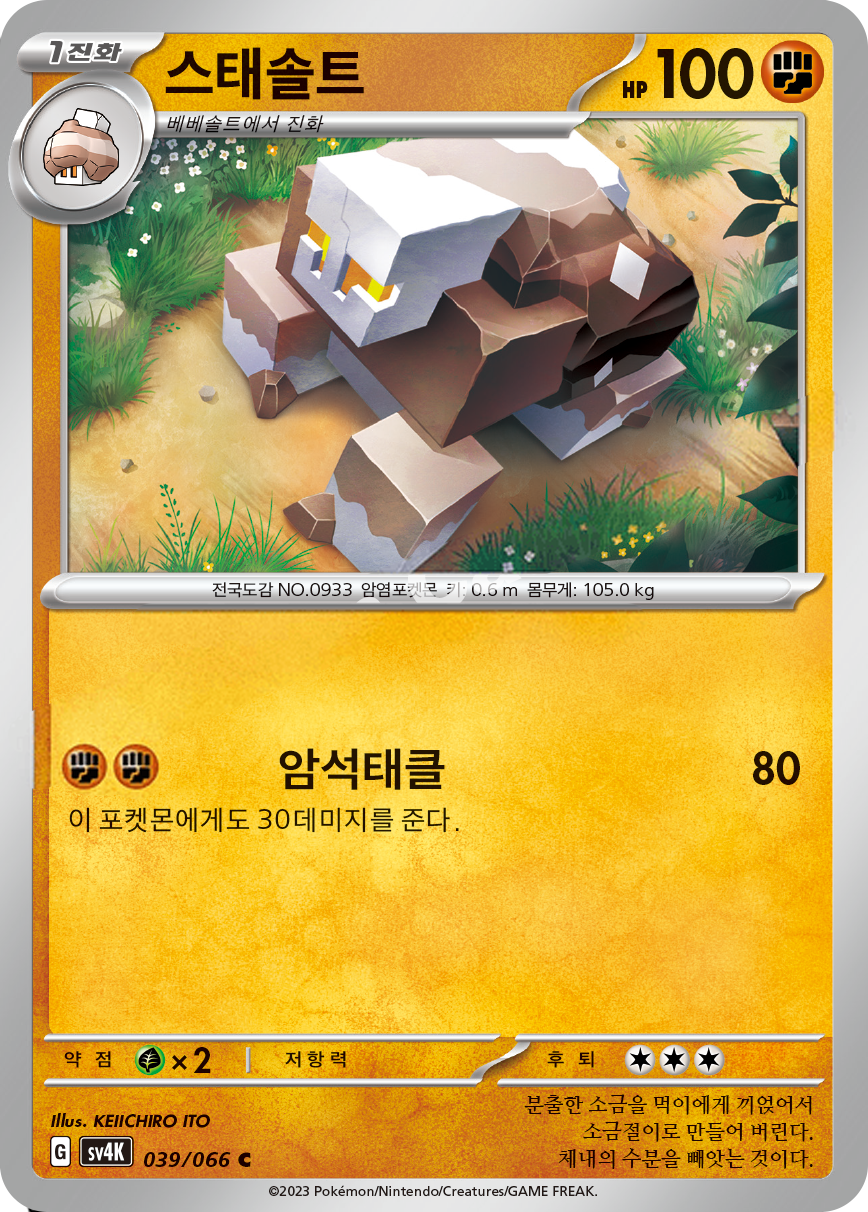 1진화
스태솔트
HP 100
베베솔트에서 진화
전국도감 NO.0933 암염포켓몬 키: 0.6 m 몸무게: 105.0 kg
암석태클 80
이 포켓몬에게도 30데미지를 준다.
약점 ×2 저항력 후퇴
Illus. KEIICHIRO ITO
분출한 소금을 먹이에게 끼얹어서
소금절이로 만들어 버린다.
체내의 수분을 빼앗는 것이다.
G sv4K 039/066 C
©2023 Pokémon/Nintendo/Creatures/GAME FREAK.